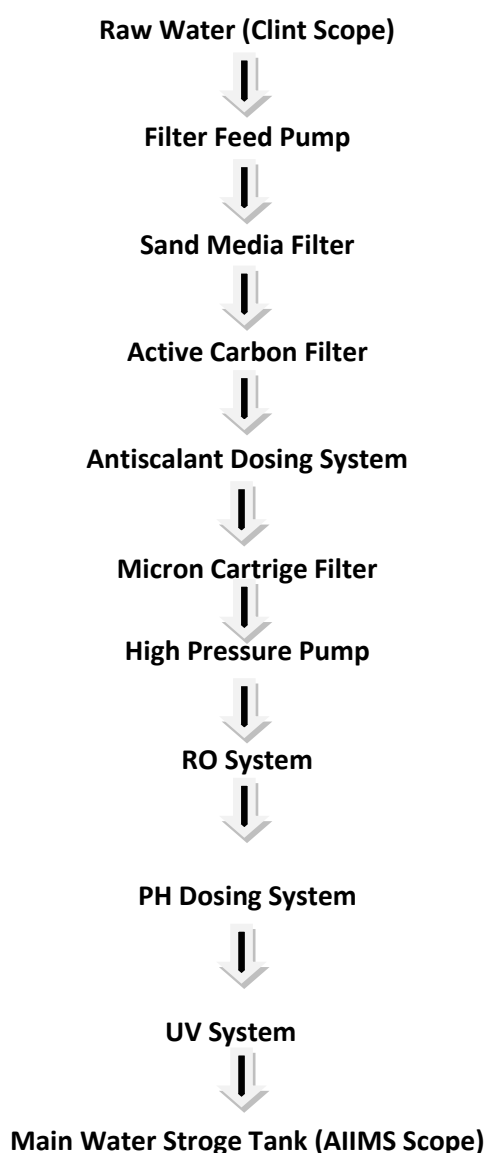 Raw Water (Clint Scope)
Filter Feed Pump
Sand Media Filter
Active Carbon Filter
Antiscalant Dosing System
Micron Cartrige Filter
High Pressure Pump
RO System
PH Dosing System
UV System
Main Water Stroge Tank (AIIMS Scope)